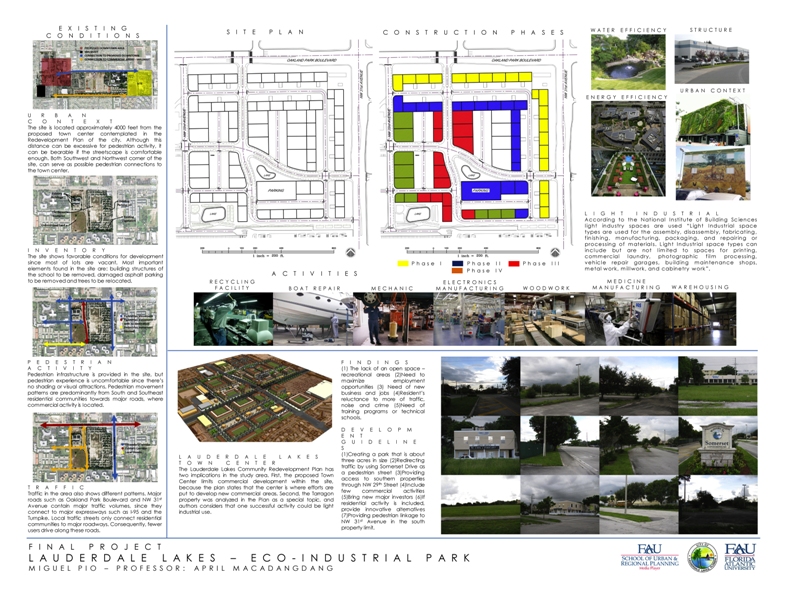 EXISTING
CONDITIONS
URBAN
CONTEXT
The site is located approximately 4000 feet from the
proposed town center contemplated in the
Redevelopment Plan of the city. Although this
distance can be excessive for pedestrian activity, it
can be bearable if the streetscape is comfortable
enough. Both Southwest and Northwest corner of the
site, can serve as possible pedestrian connections to
the town center.
INVENTORY
The site shows favorable conditions for development
since most of lots are vacant. Most important
elements found in the site are: building structures of
the school to be removed, damaged asphalt parking
to be removed and trees to be relocated.
PEDESTRIAN
ACTIVITY
Pedestrian infrastructure is provided in the site, but
pedestrian experience is uncomfortable since there's
no shading or visual attractions. Pedestrian movement
patterns are predominantly from South and Southeast
residential communities towards major roads, where
commercial activity is located.
TRAFFIC
Traffic in the area also shows different patterns. Major
roads such as Oakland Park Boulevard and NW 31st
Avenue contain major traffic volumes, since they
connect to major expressways such as I-95 and the
Turnpike. Local traffic streets only connect residential
communities to major roadways. Consequently, fewer
users drive along these roads.
SITE PLAN
OAKLAND PARK BOULEVARD
LAKE
PARKING
LAKE
1 inch = 200 ft.
CONSTRUCTION PHASES
OAKLAND PARK BOULEVARD
LAKE
PARKING
LAKE
1 inch = 200 ft.
Phase I
Phase II
Phase III
Phase IV
WATER EFFICIENCY
STRUCTURE
ENERGY EFFICIENCY
URBAN CONTEXT
LIGHT INDUSTRIAL
According to the National Institute of Building Sciences
light industry spaces are used "Light Industrial space
types are used for the assembly, disassembly, fabricating,
finishing, manufacturing, packaging, and repairing or
processing of materials. Light Industrial space types can
include but are not limited to spaces for printing,
commercial laundry, photographic film processing,
vehicle repair garages, building maintenance shops,
metal work, millwork, and cabinetry work".
ACTIVITIES
RECYCLING
FACILITY
BOAT REPAIR
MECHANIC
ELECTRONICS
MANUFACTURING
WOODWORK
MEDICINE
MANUFACTURING
WAREHOUSING
LAUDERDALE LAKES
TOWN CENTER
The Lauderdale Lakes Community Redevelopment Plan has
two implications in the study area. First, the proposed Town
Center limits commercial development within the site,
because the plan states that the center is where efforts are
put to develop new commercial areas. Second, the Tarragon
property was analyzed in the Plan as a special topic, and
authors considers that one successful activity could be light
industrial use.
FINDINGS
(1) The lack of an open space –
recreational areas (2)Need to
maximize employment
opportunities (3) Need of new
business and jobs (4)Resident's
reluctance to more of traffic,
noise and crime (5)Need of
training programs or technical
schools.
DEVELOPM
ENT
GUIDELINE
S
(1)Creating a park that is about
three acres in size (2)Redirecting
traffic by using Somerset Drive as
a pedestrian street (3)Providing
access to southern properties
through NW 29th Street (4)Include
few commercial activities
(5)Bring new major investors (6)If
residential activity is included,
provide innovative alternatives
(7)Providing pedestrian linkage to
NW 31st Avenue in the south
property limit.
Somerset
FINAL PROJECT
LAUDERDALE LAKES – ECO-INDUSTRIAL PARK
MIGUEL PIO – PROFESSOR: APRIL MACADANGDANG
FAU
SCHOOL OF URBAN &
REGIONAL PLANNING
FAU
FLORIDA
ATLANTIC
UNIVERSITY